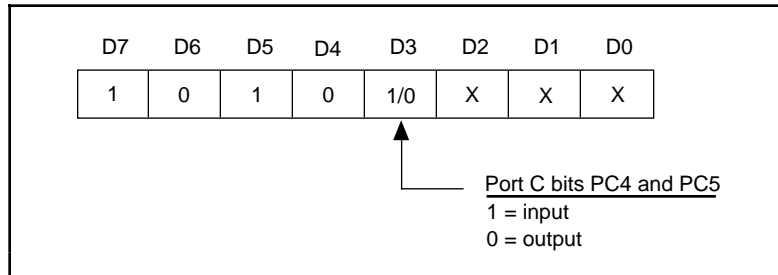 D7 D6 D5 D4 D3 D2 D1 D0
1 0 1 0 1/0 X X X
Port C bits PC4 and PC5
1 = input
0 = output